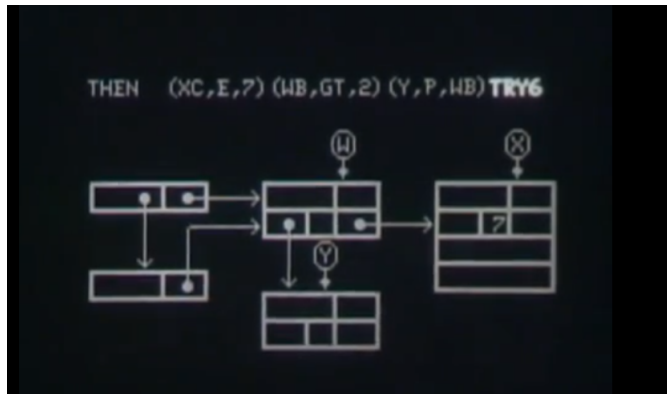 THEN (XC,E,7)(WB,GT,2)(Y,P,WB)TRY6
W
X
7
Y